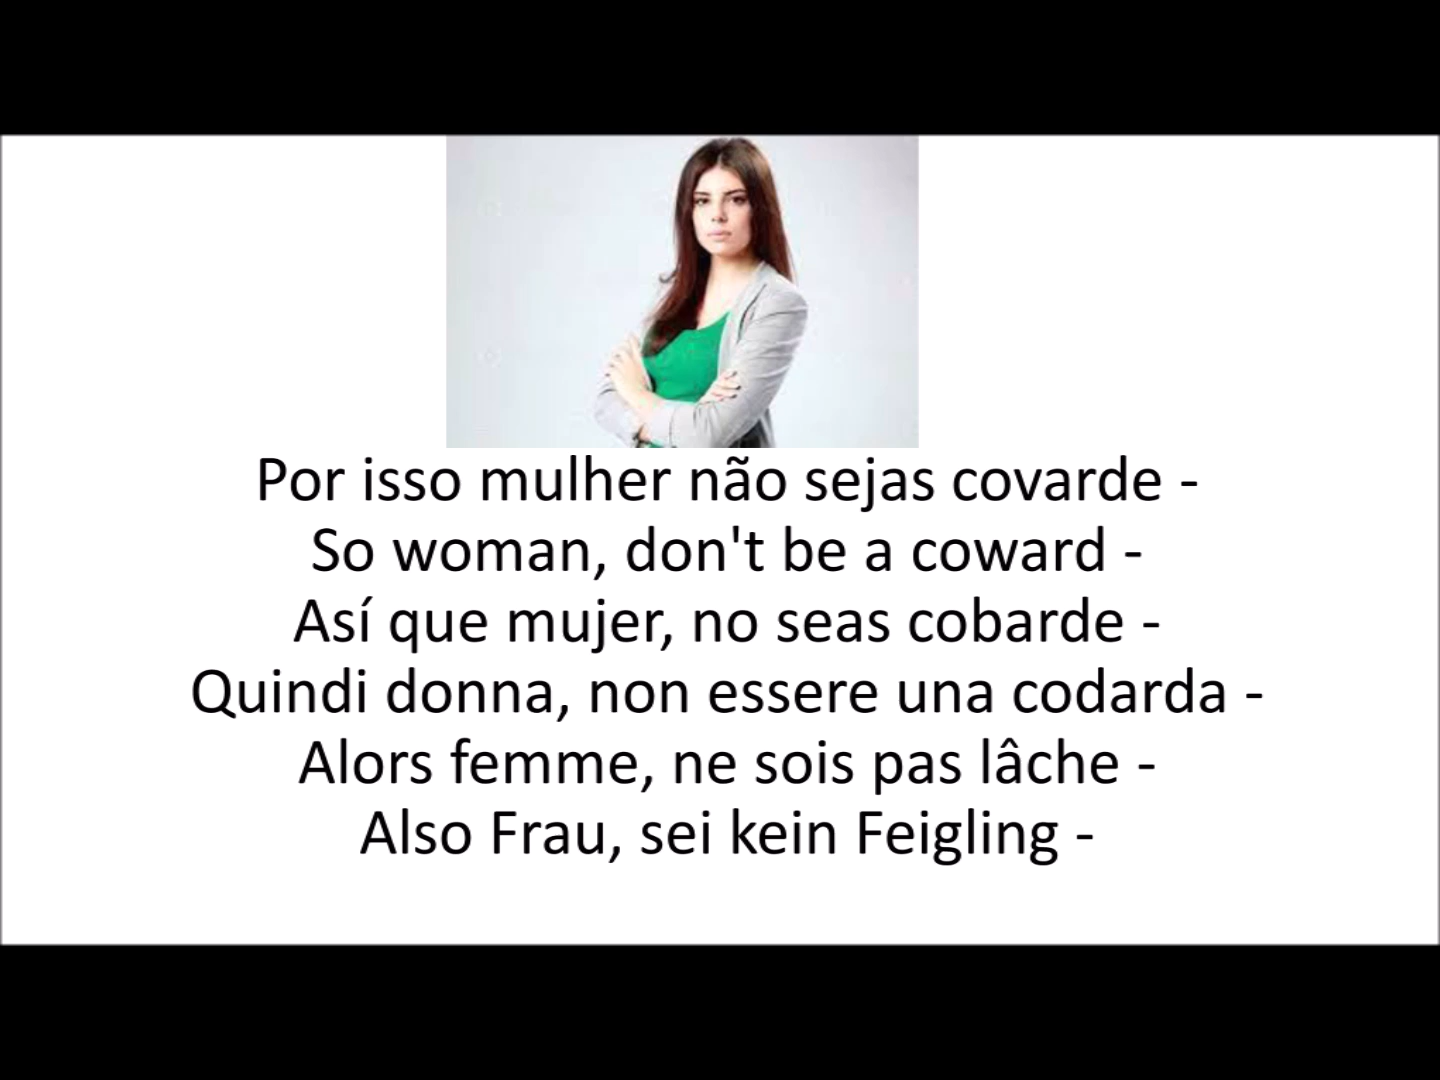 Por isso mulher não sejas covarde -
So woman, don't be a coward -
Así que mujer, no seas cobarde -
Quindi donna, non essere una codarda -
Alors femme, ne sois pas lâche -
Also Frau, sei kein Feigling -